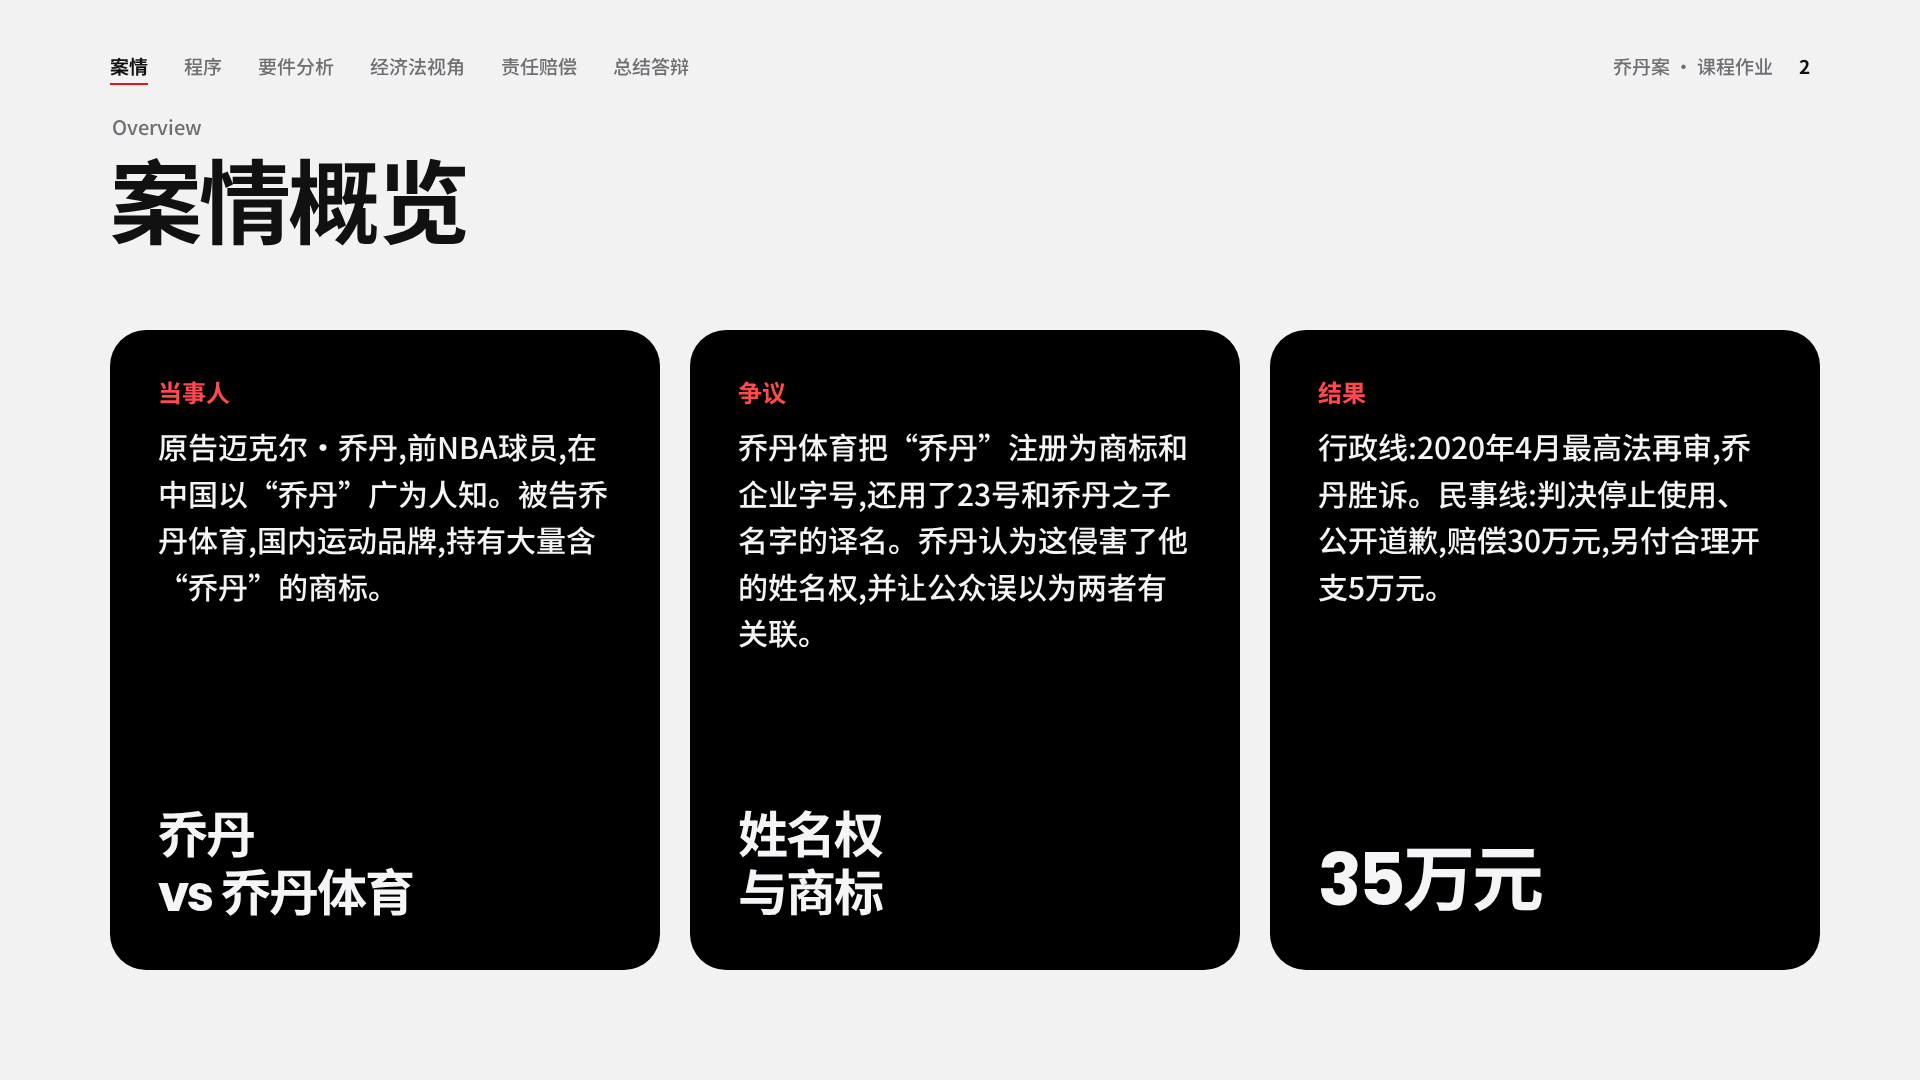 案情 程序 要件分析 经济法视角 责任赔偿 总结答辩
乔丹案 · 课程作业 2
Overview
案情概览
当事人
原告迈克尔·乔丹,前NBA球员,在
中国以“乔丹”广为人知。被告乔
丹体育,国内运动品牌,持有大量含
“乔丹”的商标。
乔丹
vs 乔丹体育
争议
乔丹体育把“乔丹”注册为商标和
企业字号,还用了23号和乔丹之子
名字的译名。乔丹认为这侵害了他
的姓名权,并让公众误以为两者有
关联。
姓名权
与商标
结果
行政线:2020年4月最高法再审,乔
丹胜诉。民事线:判决停止使用、
公开道歉,赔偿30万元,另付合理开
支5万元。
35万元